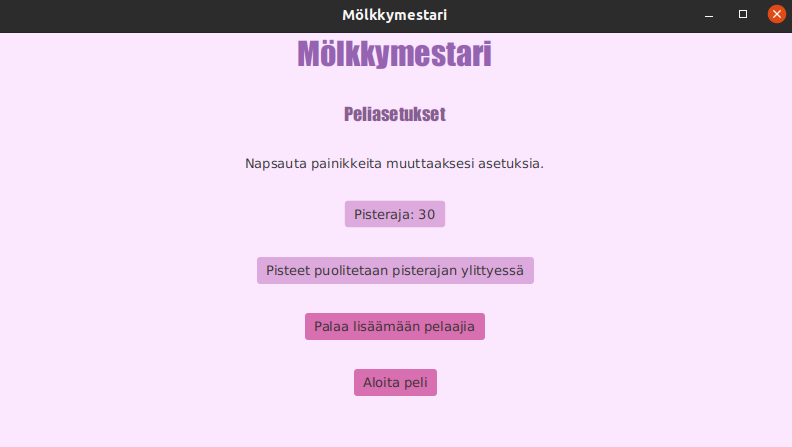 Mölkkymestari
Mölkkymestari
Peliasetukset
Napsauta painikkeita muuttaaksesi asetuksia.
Pisteraja: 30
Pisteet puolitetaan pisterajan ylittyessä
Palaa lisäämään pelaajia
Aloita peli